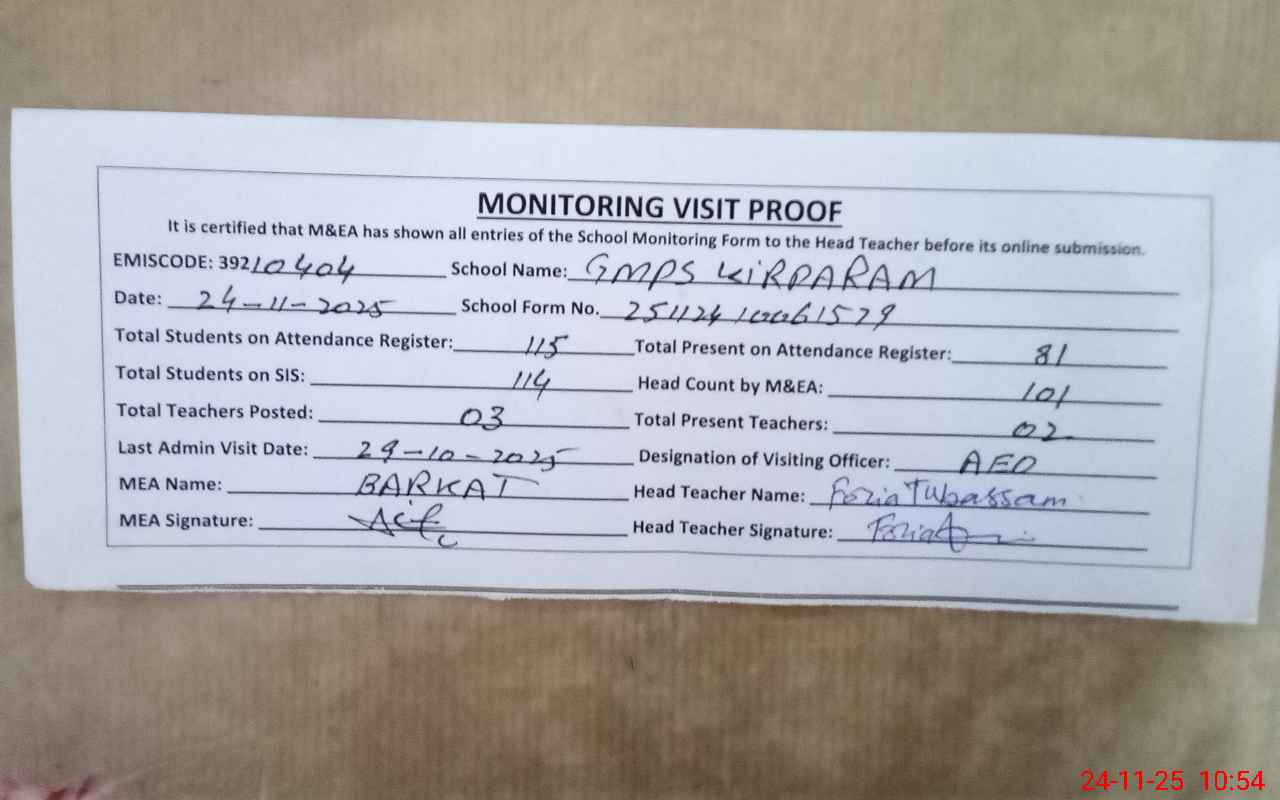 MONITORING VISIT PROOF
It is certified that M&EA has shown all entries of the School Monitoring Form to the Head Teacher before its online submission.
EMISCODE: 39210404 School Name: GMPS KIRPARAM
Date: 24-11-2025 School Form No. 25112410061579
Total Students on Attendance Register: 115 Total Present on Attendance Register: 81
Total Students on SIS: 114 Head Count by M&EA: 101
Total Teachers Posted: 03 Total Present Teachers: 02
Last Admin Visit Date: 29-10-2025 Designation of Visiting Officer: AEO
MEA Name: BARKAT Head Teacher Name: Fozia Tubassam
MEA Signature: Head Teacher Signature: Fozia
24-11-25 10:54